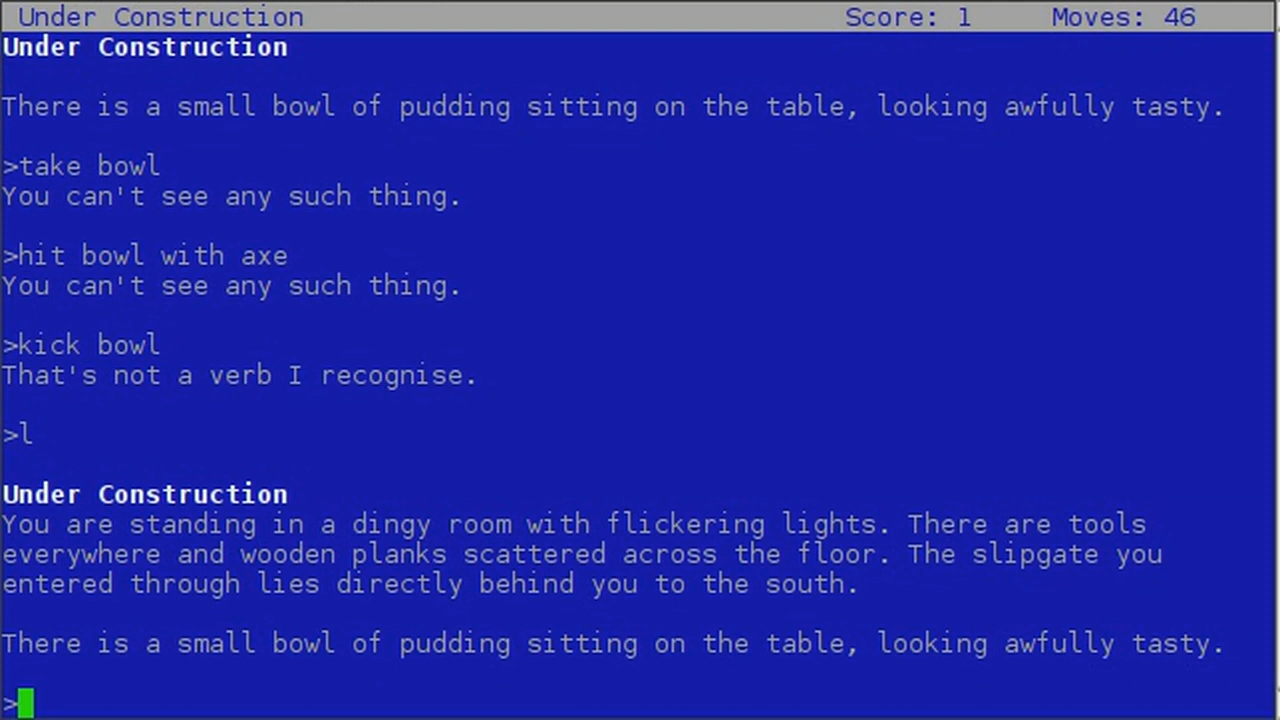 Under Construction Score: 1 Moves: 46
Under Construction
There is a small bowl of pudding sitting on the table, looking awfully tasty.
>take bowl
You can't see any such thing.
>hit bowl with axe
You can't see any such thing.
>kick bowl
That's not a verb I recognise.
>l
Under Construction
You are standing in a dingy room with flickering lights. There are tools
everywhere and wooden planks scattered across the floor. The slipgate you
entered through lies directly behind you to the south.
There is a small bowl of pudding sitting on the table, looking awfully tasty.
>